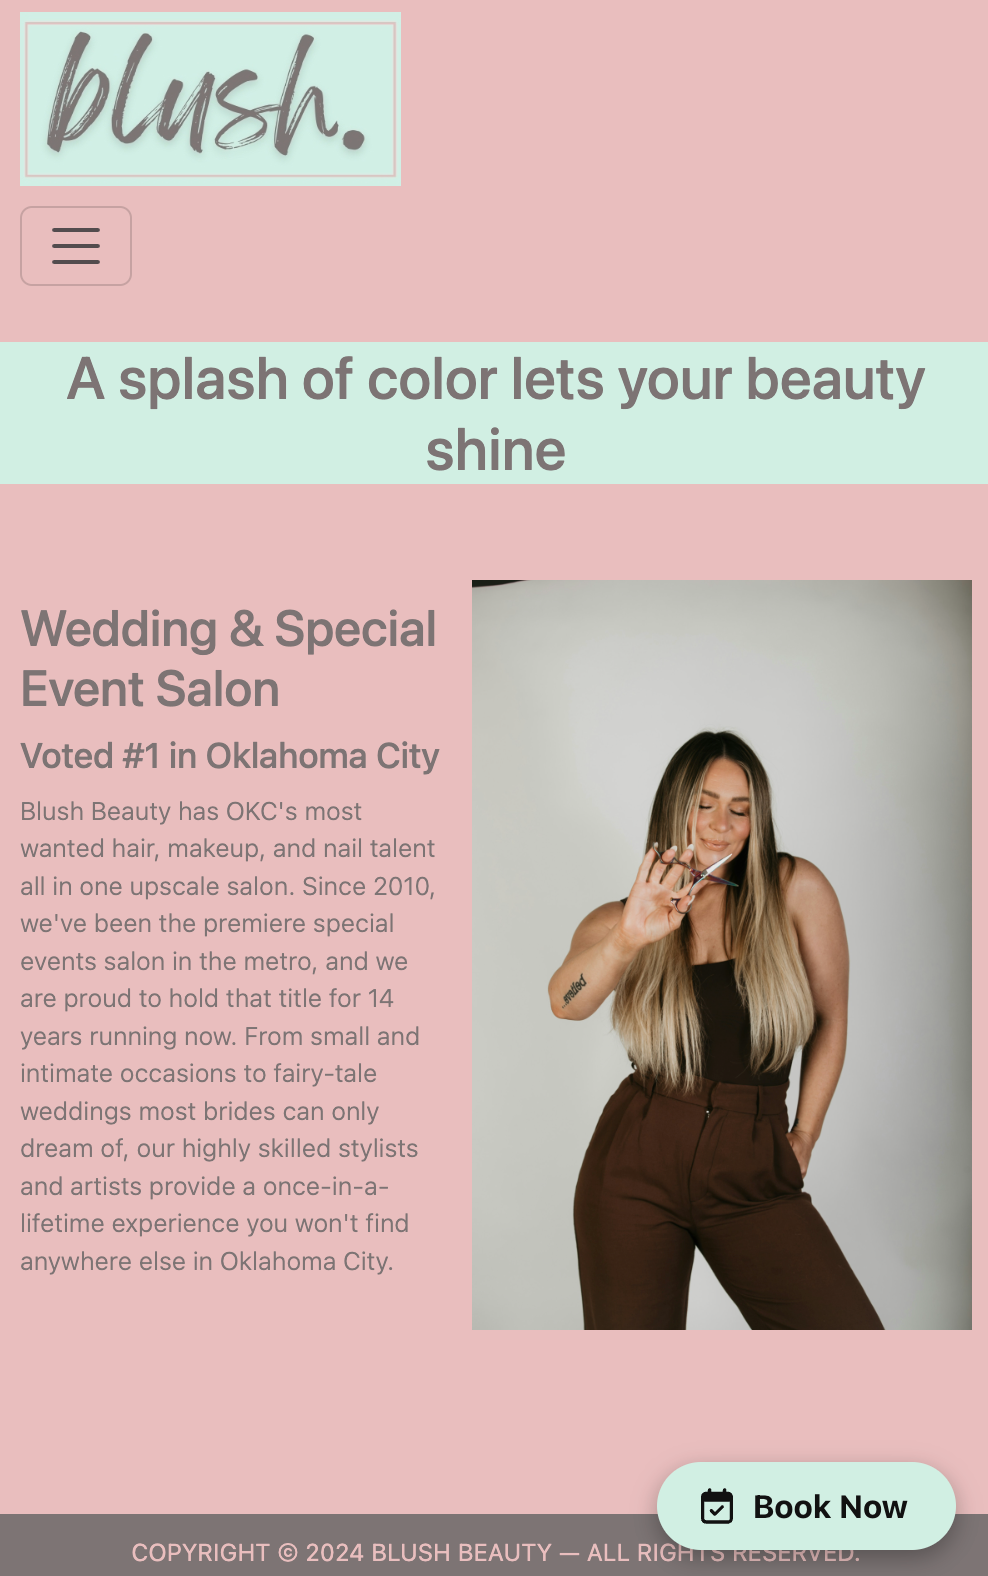 blush.
A splash of color lets your beauty
shine
Wedding & Special
Event Salon
Voted #1 in Oklahoma City
Blush Beauty has OKC's most
wanted hair, makeup, and nail talent
all in one upscale salon. Since 2010,
we've been the premiere special
events salon in the metro, and we
are proud to hold that title for 14
years running now. From small and
intimate occasions to fairy-tale
weddings most brides can only
dream of, our highly skilled stylists
and artists provide a once-in-a-
lifetime experience you won't find
anywhere else in Oklahoma City.
Book Now
COPYRIGHT © 2024 BLUSH BEAUTY — ALL RIGHTS RESERVED.